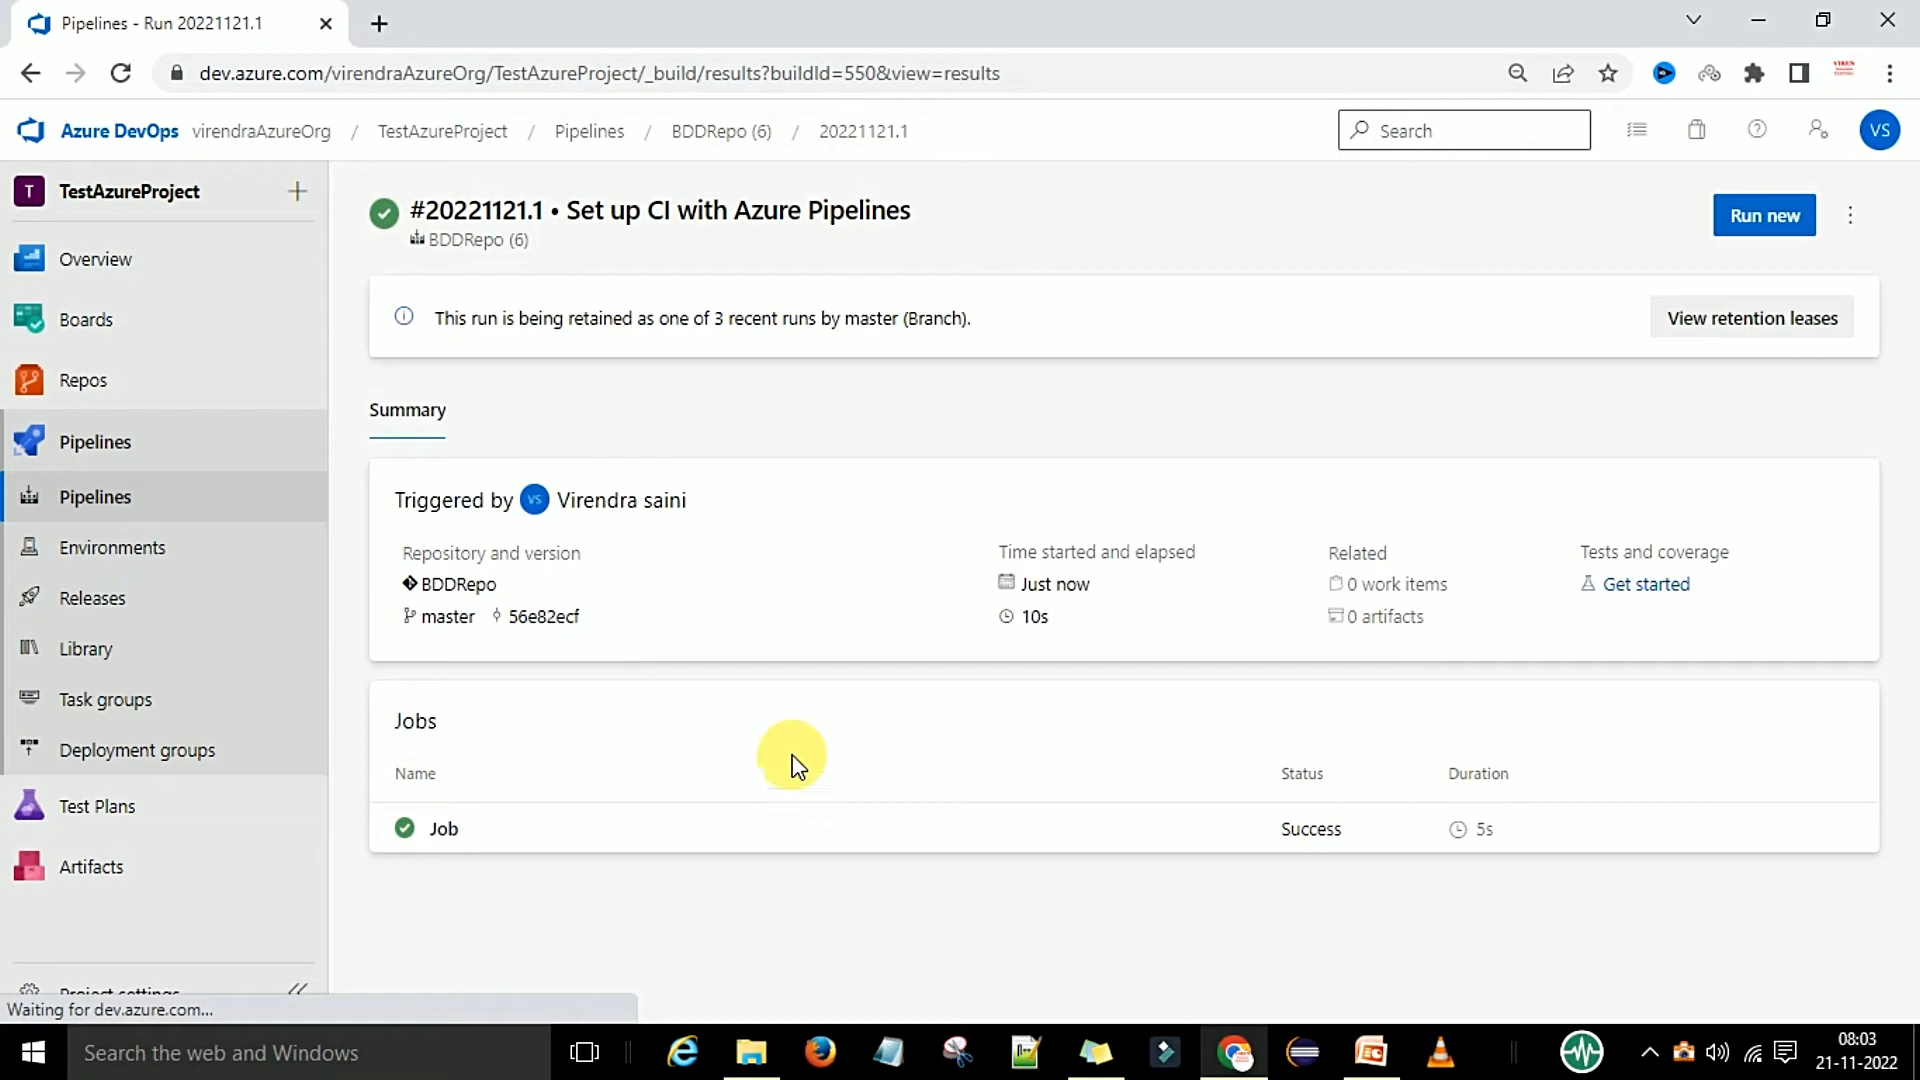 Pipelines - Run 20221121.1
dev.azure.com/virendraAzureOrg/TestAzureProject/_build/results?buildId=550&view=results
Azure DevOps virendraAzureOrg / TestAzureProject / Pipelines / BDDRepo (6) / 20221121.1
Search
VS
T TestAzureProject
Overview
Boards
Repos
Pipelines
Pipelines
Environments
Releases
Library
Task groups
Deployment groups
Test Plans
Artifacts
Project settings
#20221121.1 • Set up CI with Azure Pipelines
BDDRepo (6)
Run new
This run is being retained as one of 3 recent runs by master (Branch).
View retention leases
Summary
Triggered by VS Virendra saini
Repository and version
BDDRepo
master 56e82ecf
Time started and elapsed
Just now
10s
Related
0 work items
0 artifacts
Tests and coverage
Get started
Jobs
Name Status Duration
Job Success 5s
Waiting for dev.azure.com...
Search the web and Windows
08:03
21-11-2022